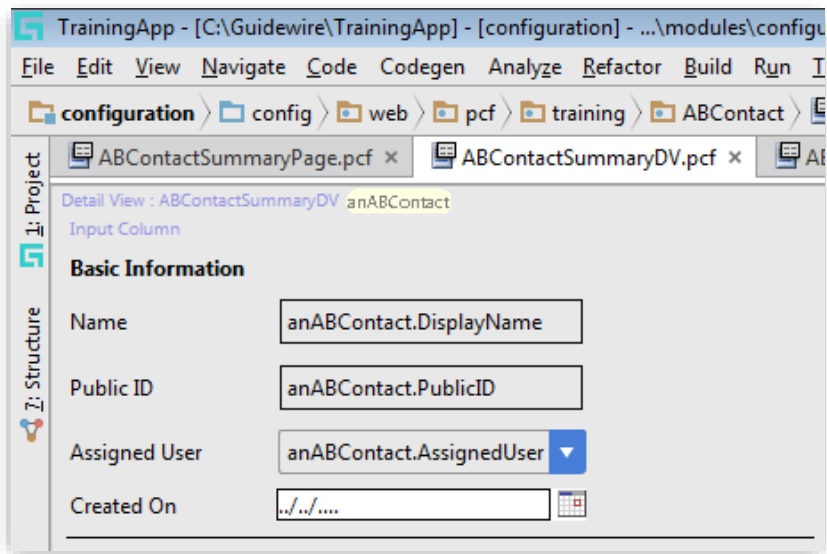 TrainingApp - [C:\Guidewire\TrainingApp] - [configuration] - ...\modules\configu
File Edit View Navigate Code Codegen Analyze Refactor Build Run T
configuration config web pcf training ABContact
ABContactSummaryPage.pcf × ABContactSummaryDV.pcf × AB
1: Project
7: Structure
Detail View : ABContactSummaryDV anABContact
Input Column
Basic Information
Name anABContact.DisplayName
Public ID anABContact.PublicID
Assigned User anABContact.AssignedUser
Created On ../../....